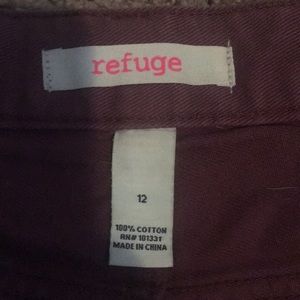 refuge
12
100% COTTON
RN# 101331
MADE IN CHINA